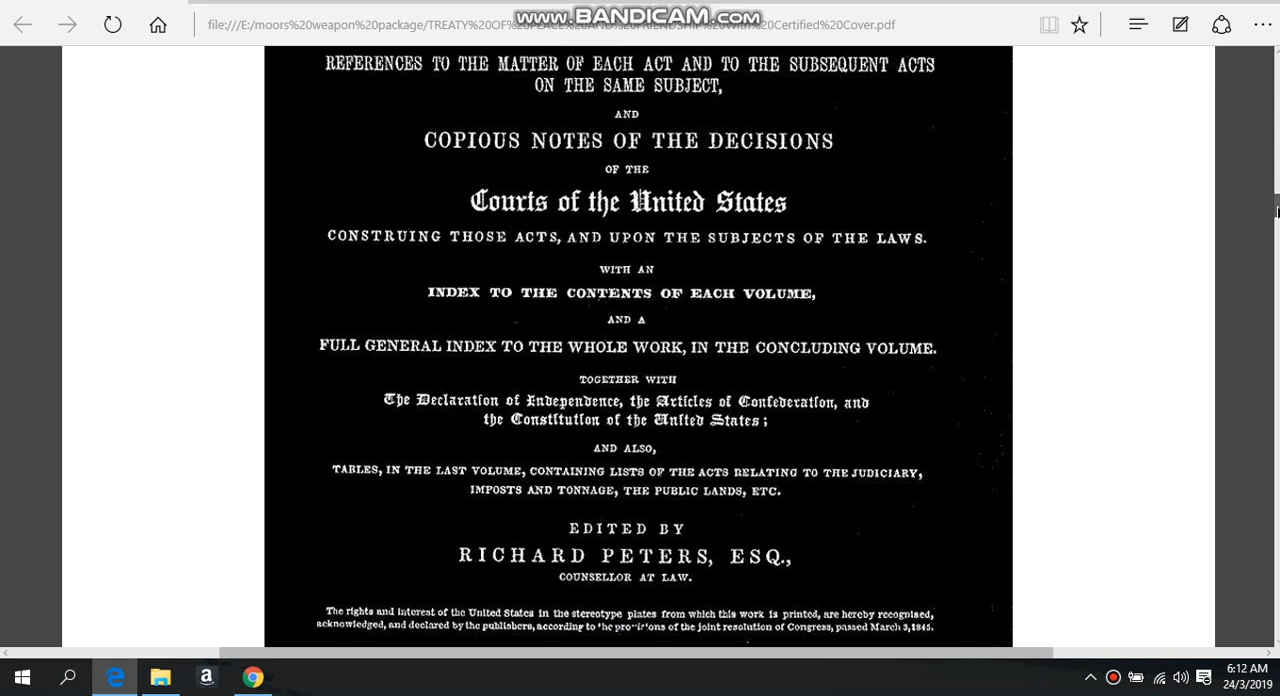 www.BANDICAM.com
REFERENCES TO THE MATTER OF EACH ACT AND TO THE SUBSEQUENT ACTS
ON THE SAME SUBJECT,
AND
COPIOUS NOTES OF THE DECISIONS
OF THE
Courts of the United States
CONSTRUING THOSE ACTS, AND UPON THE SUBJECTS OF THE LAWS.
WITH AN
INDEX TO THE CONTENTS OF EACH VOLUME,
AND A
FULL GENERAL INDEX TO THE WHOLE WORK, IN THE CONCLUDING VOLUME.
TOGETHER WITH
The Declaration of Independence, the Articles of Confederation, and
the Constitution of the United States;
AND ALSO,
TABLES, IN THE LAST VOLUME, CONTAINING LISTS OF THE ACTS RELATING TO THE JUDICIARY,
IMPOSTS AND TONNAGE, THE PUBLIC LANDS, ETC.
EDITED BY
RICHARD PETERS, ESQ.,
COUNSELLOR AT LAW.
The rights and interest of the United States in the stereotype plates from which this work is printed, are hereby recognised,
acknowledged, and declared by the publishers, according to the provisions of the joint resolution of Congress, passed March 3, 1845.
6:12 AM
24/3/2019